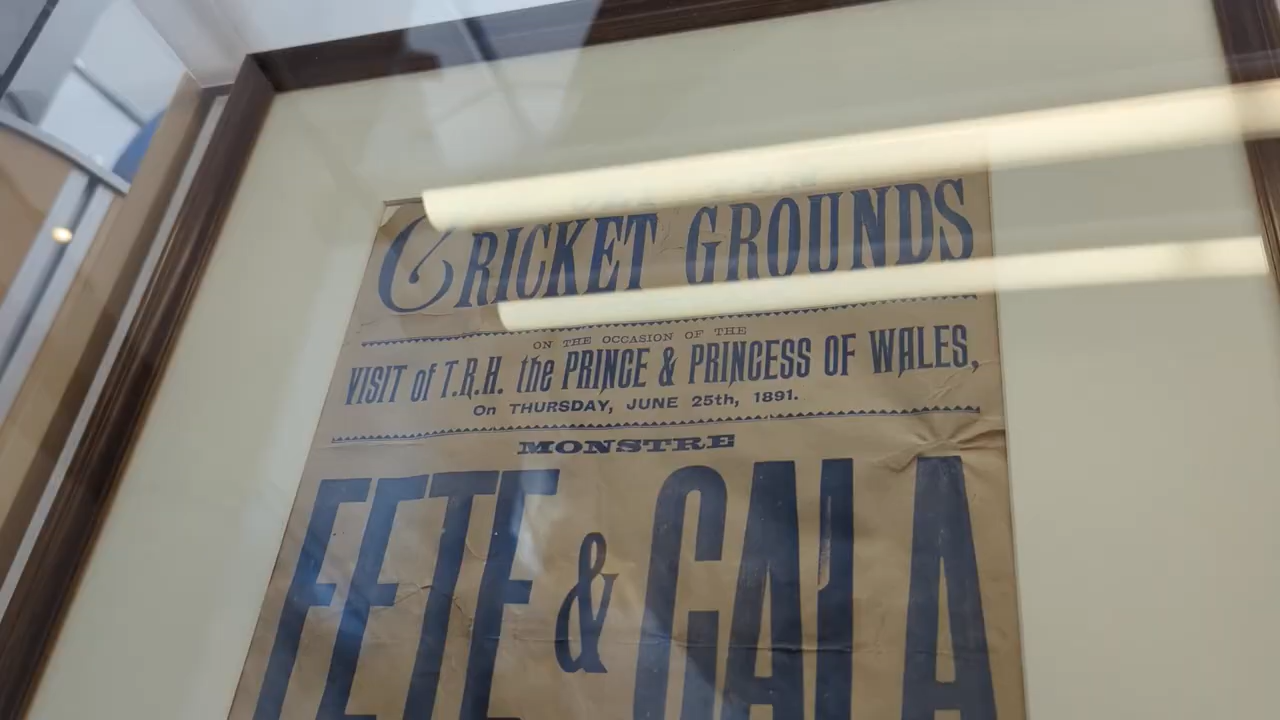 CRICKET GROUNDS
ON THE OCCASION OF THE
VISIT of T.R.H. the PRINCE & PRINCESS OF WALES,
On THURSDAY, JUNE 25th, 1891.
MONSTRE
FETE & GALA